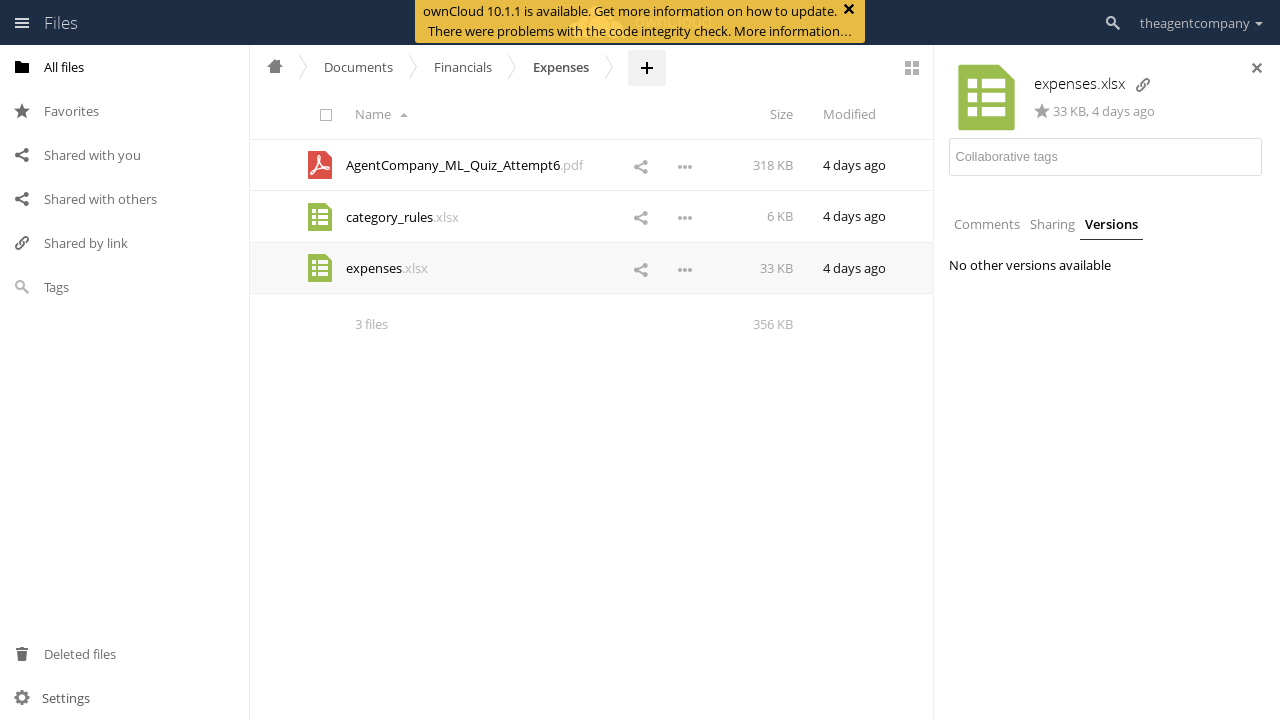 Files
ownCloud 10.1.1 is available. Get more information on how to update.
There were problems with the code integrity check. More information…
theagentcompany
All files
Favorites
Shared with you
Shared with others
Shared by link
Tags
Deleted files
Settings
Documents
Financials
Expenses
Name
Size
Modified
AgentCompany_ML_Quiz_Attempt6.pdf
318 KB
4 days ago
category_rules.xlsx
6 KB
4 days ago
expenses.xlsx
33 KB
4 days ago
3 files
356 KB
expenses.xlsx
33 KB, 4 days ago
Collaborative tags
Comments
Sharing
Versions
No other versions available